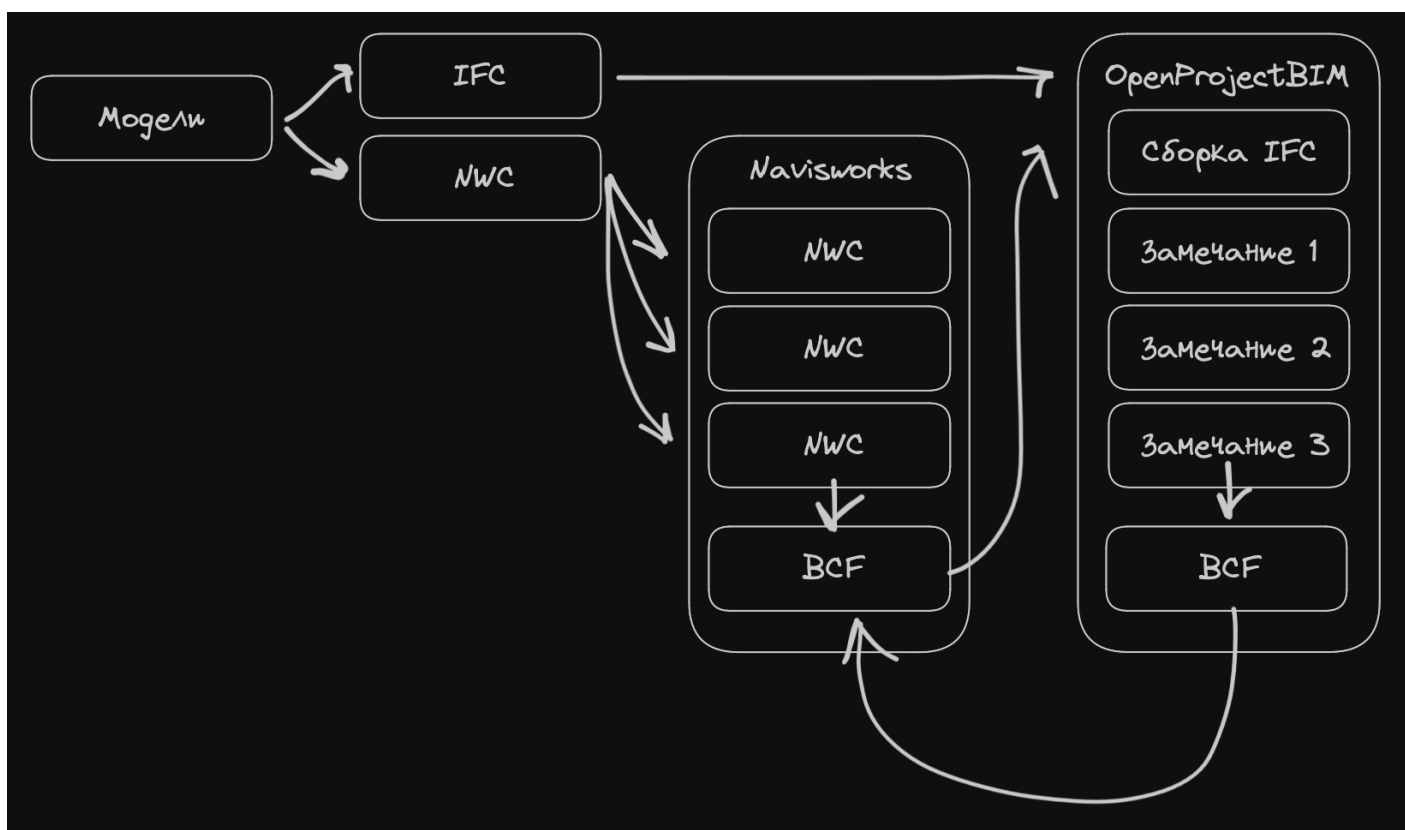 Модели
IFC
NWC
Navisworks
NWC
NWC
NWC
BCF
OpenProjectBIM
Сборка IFC
Замечание 1
Замечание 2
Замечание 3
BCF